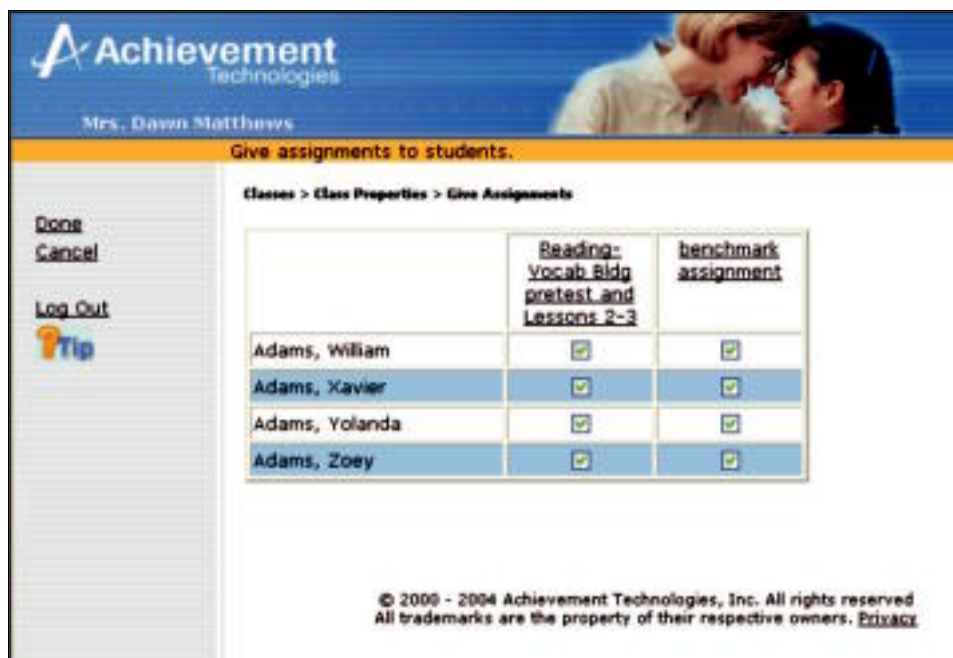 Achievement
Technologies
Mrs. Dawn Matthews
Give assignments to students.
Classes > Class Properties > Give Assignments
Done
Cancel
Log Out
?Tip
Reading-
Vocab Bldg
pretest and
Lessons 2-3
benchmark
assignment
Adams, William
Adams, Xavier
Adams, Yolanda
Adams, Zoey
© 2000 - 2004 Achievement Technologies, Inc. All rights reserved
All trademarks are the property of their respective owners. Privacy